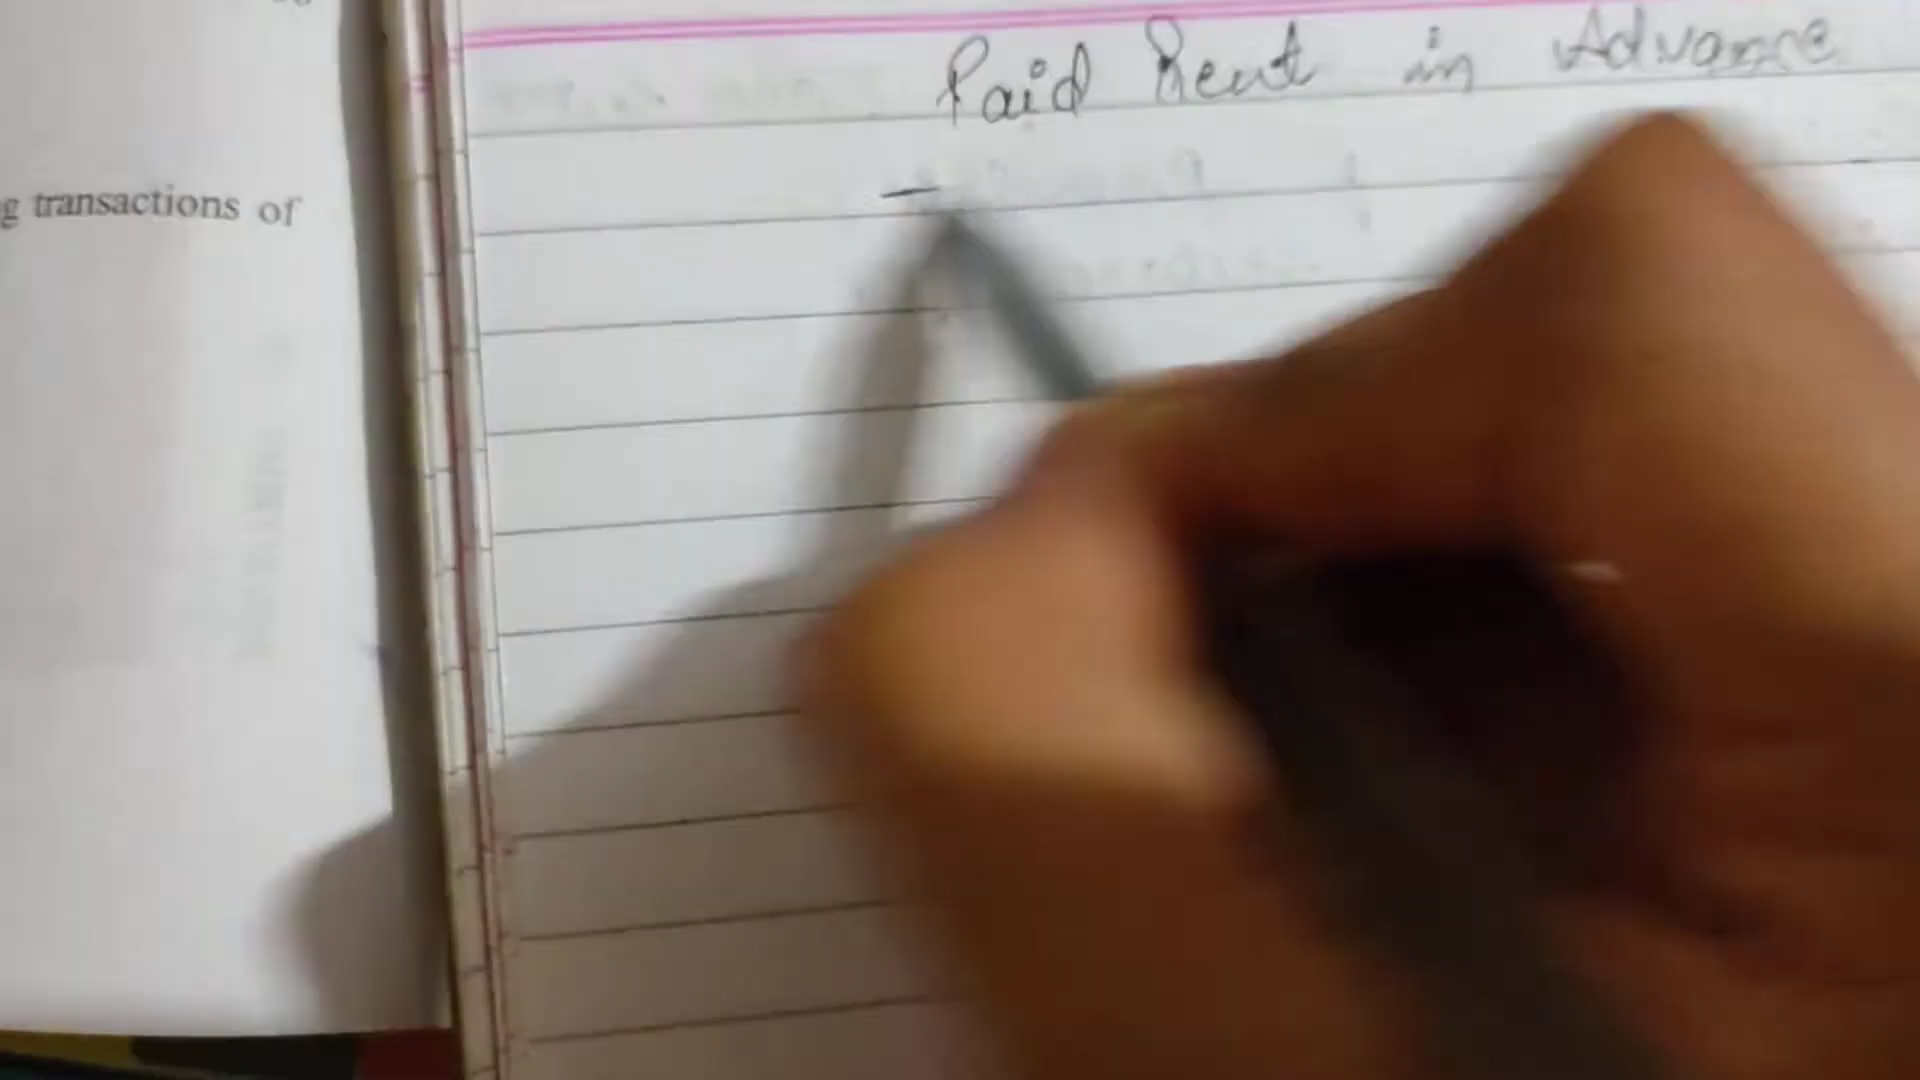 Paid Rent in Advance
g transactions of